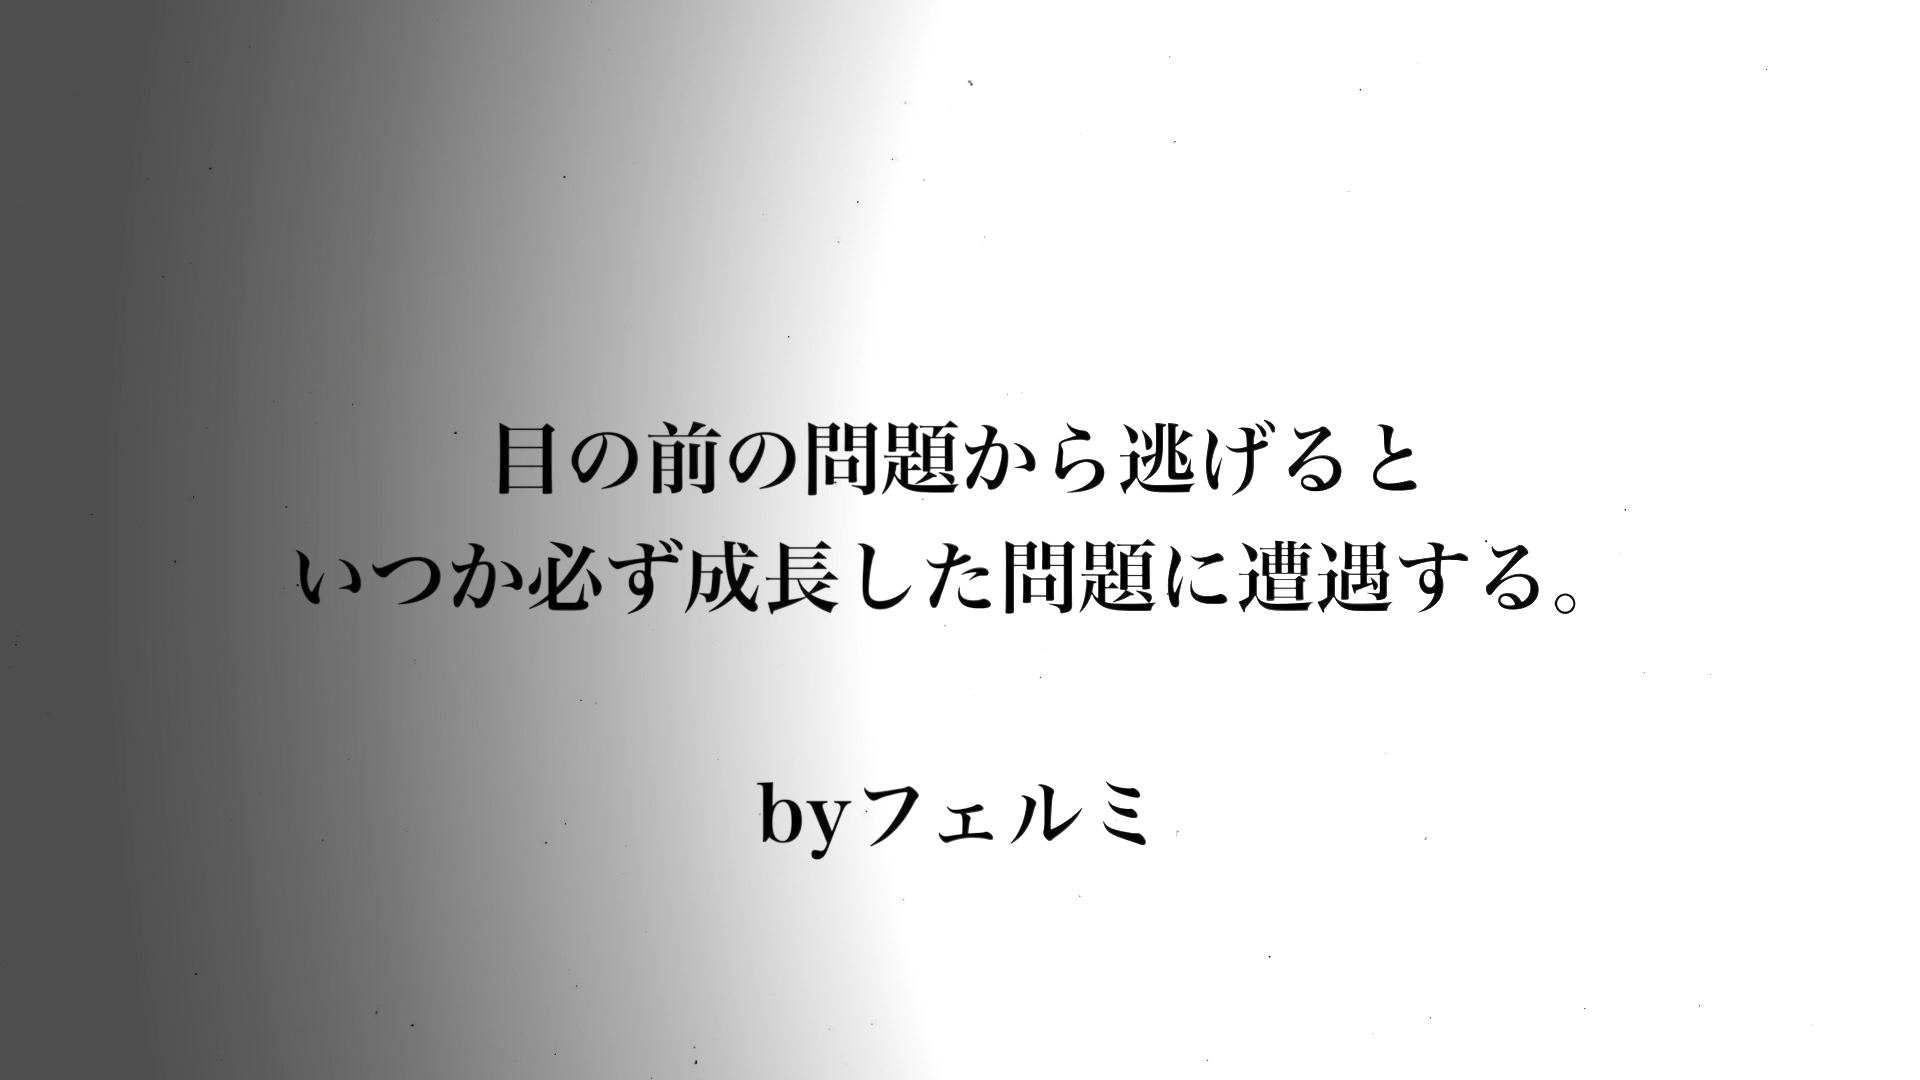 目の前の問題から逃げると
いつか必ず成長した問題に遭遇する。
byフェルミ